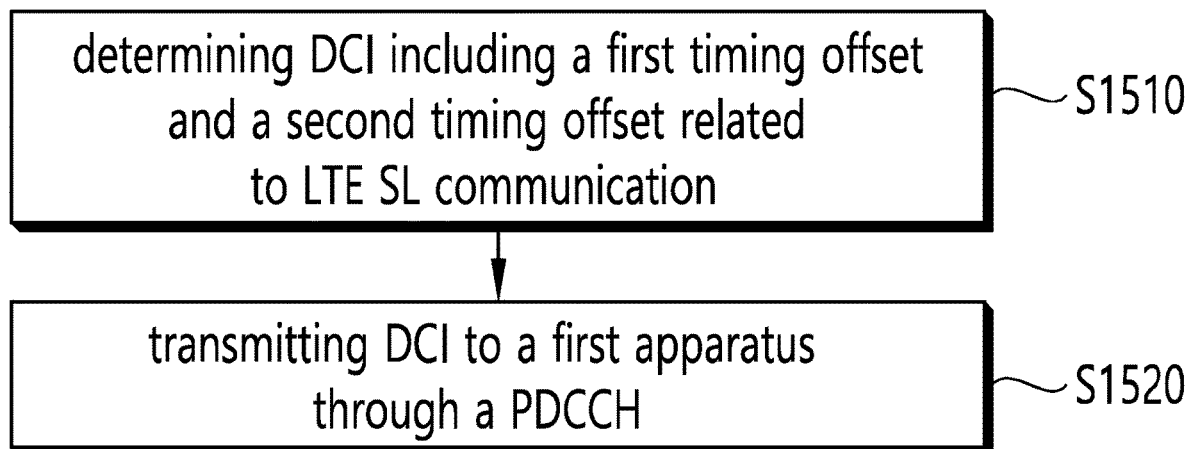 determining DCI including a first timing offset
and a second timing offset related
to LTE SL communication
S1510
transmitting DCI to a first apparatus
through a PDCCH
S1520